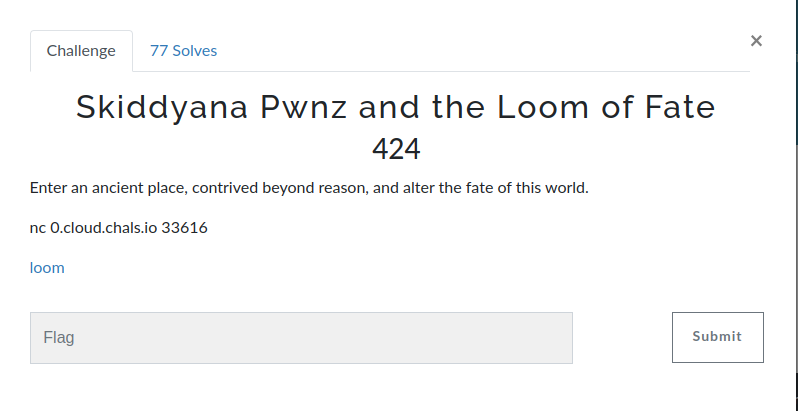 Challenge
77 Solves
×
Skiddyana Pwnz and the Loom of Fate
424
Enter an ancient place, contrived beyond reason, and alter the fate of this world.
nc 0.cloud.chals.io 33616
loom
Flag
Submit